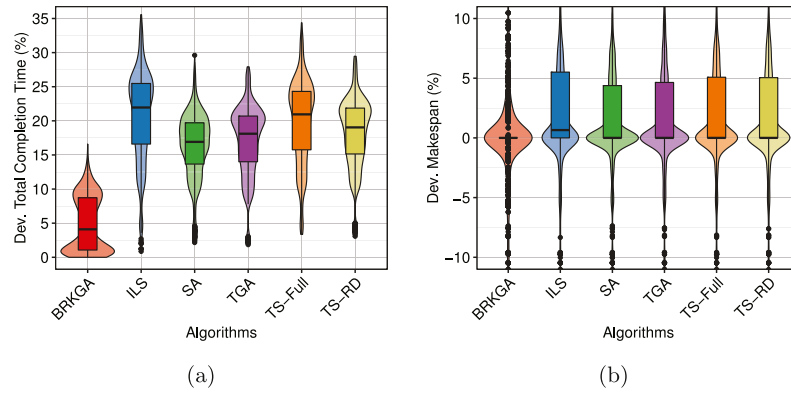 Dev. Total Completion Time (%)
35
30
25
20
15
10
5
0
BRKGA
ILS
SA
TGA
TS−Full
TS−RD
Algorithms
(a)
Dev. Makespan (%)
10
5
0
−5
−10
BRKGA
ILS
SA
TGA
TS−Full
TS−RD
Algorithms
(b)